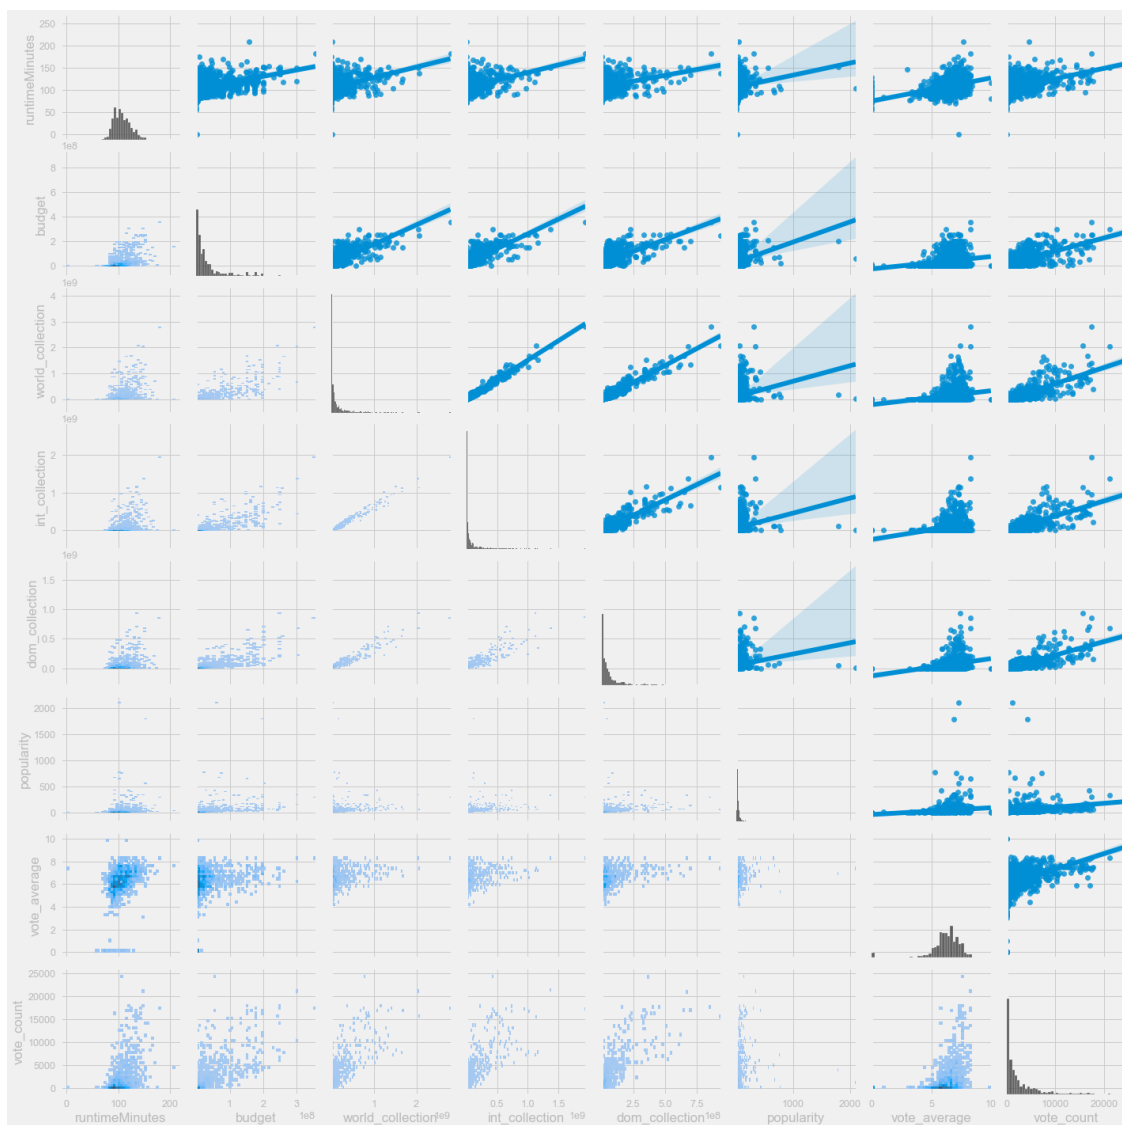 250
200
150
100
50
0
runtimeMinutes
1e8
8
6
4
2
0
budget
1e9
4
3
2
1
0
world_collection
1e9
2
1
0
int_collection
1e9
1.5
1.0
0.5
0.0
dom_collection
2000
1500
1000
500
0
popularity
10
8
6
4
2
0
vote_average
25000
20000
15000
10000
5000
0
vote_count
0 100 200
0 1 2 3
1 2 1e9
0.5 1.0 1.5
2.5 5.0 7.5
1000 2000
0 5 10
0 10000 20000
1e8 1e9 1e9 1e8
runtimeMinutes budget world_collection int_collection dom_collection popularity vote_average vote_count